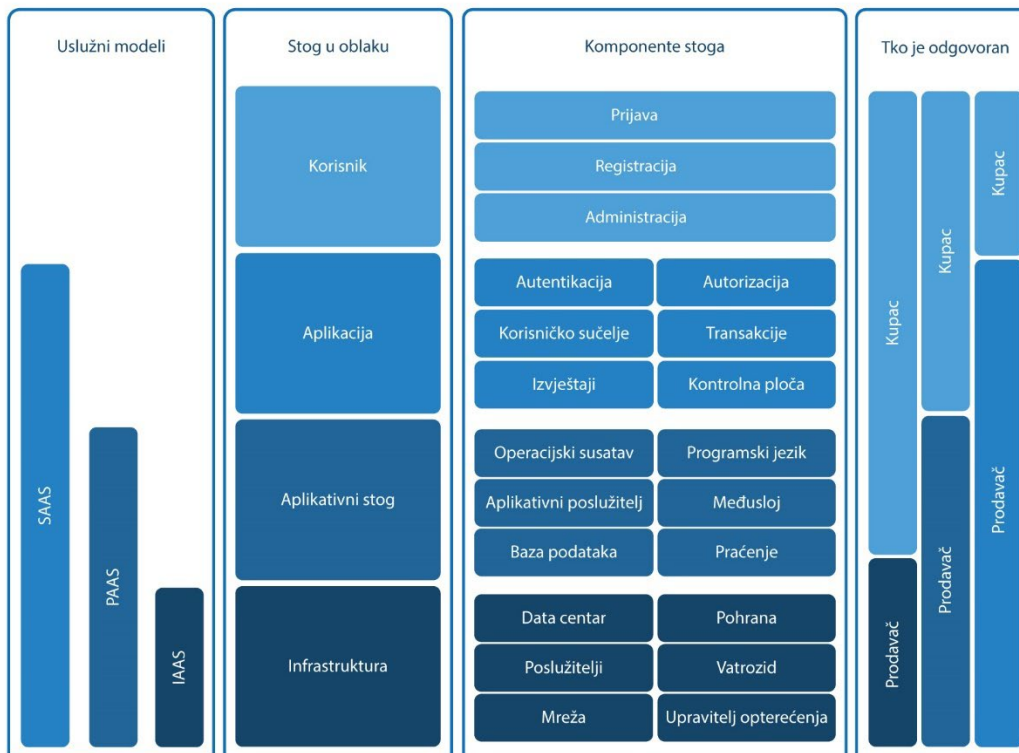 Uslužni modeli
Stog u oblaku
Komponente stoga
Tko je odgovoran
SAAS
PAAS
IAAS
Korisnik
Aplikacija
Aplikativni stog
Infrastruktura
Prijava
Registracija
Administracija
Autentikacija
Autorizacija
Korisničko sučelje
Transakcije
Izvještaji
Kontrolna ploča
Operacijski susatav
Programski jezik
Aplikativni poslužitelj
Međusloj
Baza podataka
Praćenje
Data centar
Pohrana
Poslužitelji
Vatrozid
Mreža
Upravitelj opterećenja
Kupac
Prodavač
Kupac
Prodavač
Kupac
Prodavač